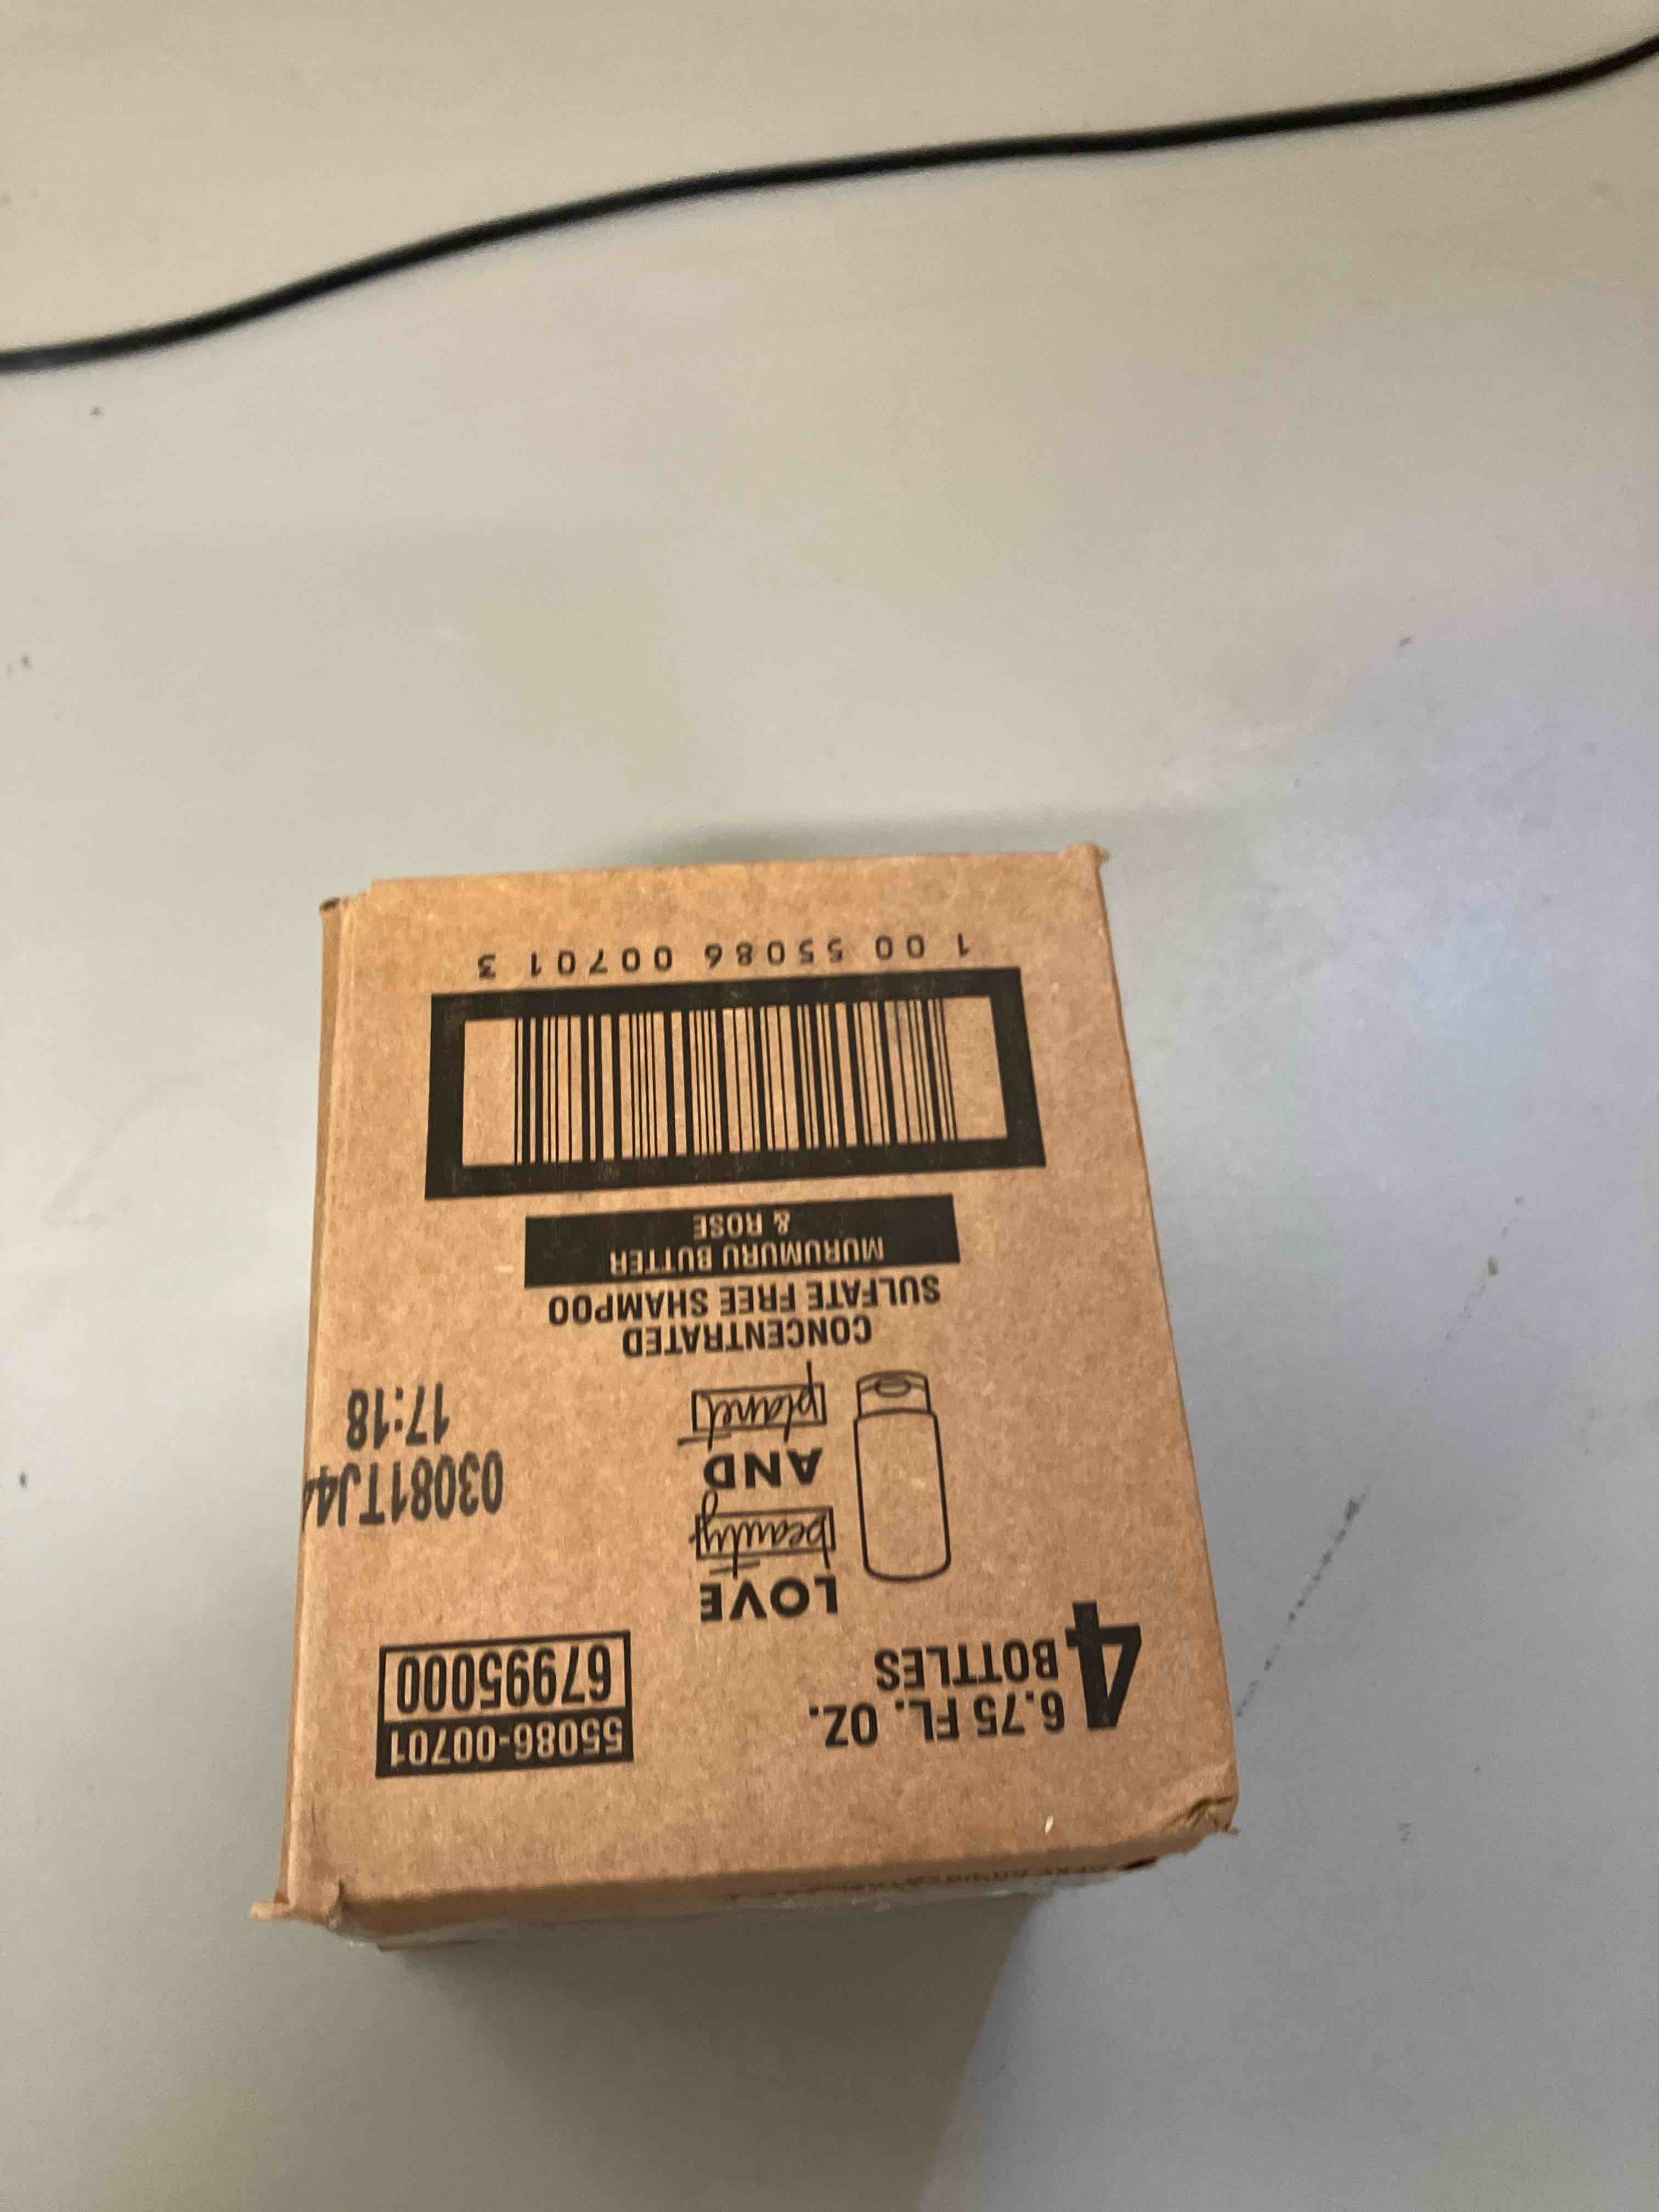 4
6.75 FL. OZ.
BOTTLES
55086-00701
67995000
LOVE
beauty
AND
planet
03081TJ44
17:18
CONCENTRATED
SULFATE FREE SHAMPOO
MURUMURU BUTTER
& ROSE
1 00 55086 00701 3